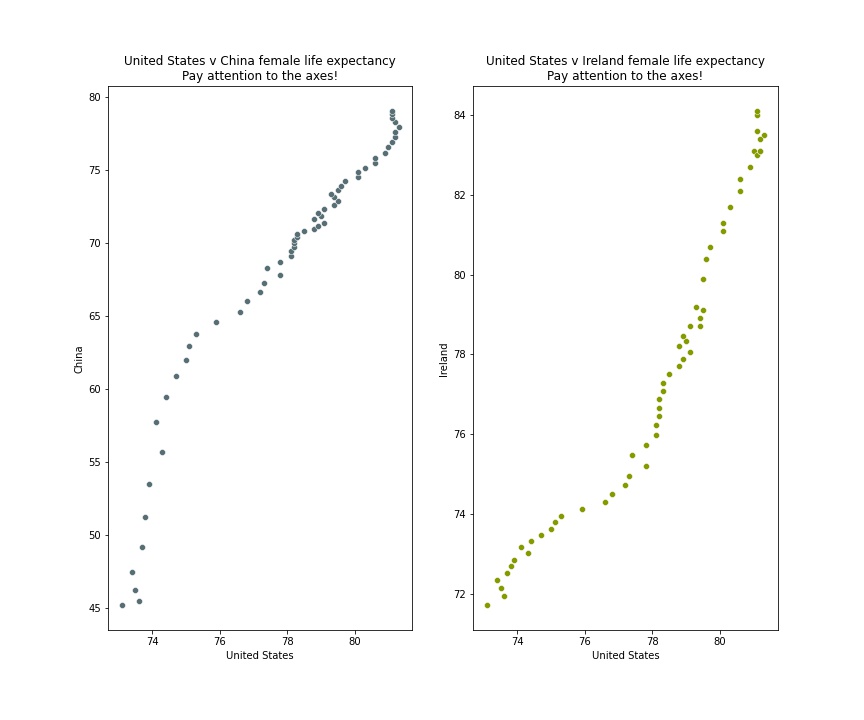 United States v China female life expectancy
Pay attention to the axes!
80
75
70
65
60
55
50
45
China
74
76
78
80
United States
United States v Ireland female life expectancy
Pay attention to the axes!
84
82
80
78
76
74
72
Ireland
74
76
78
80
United States